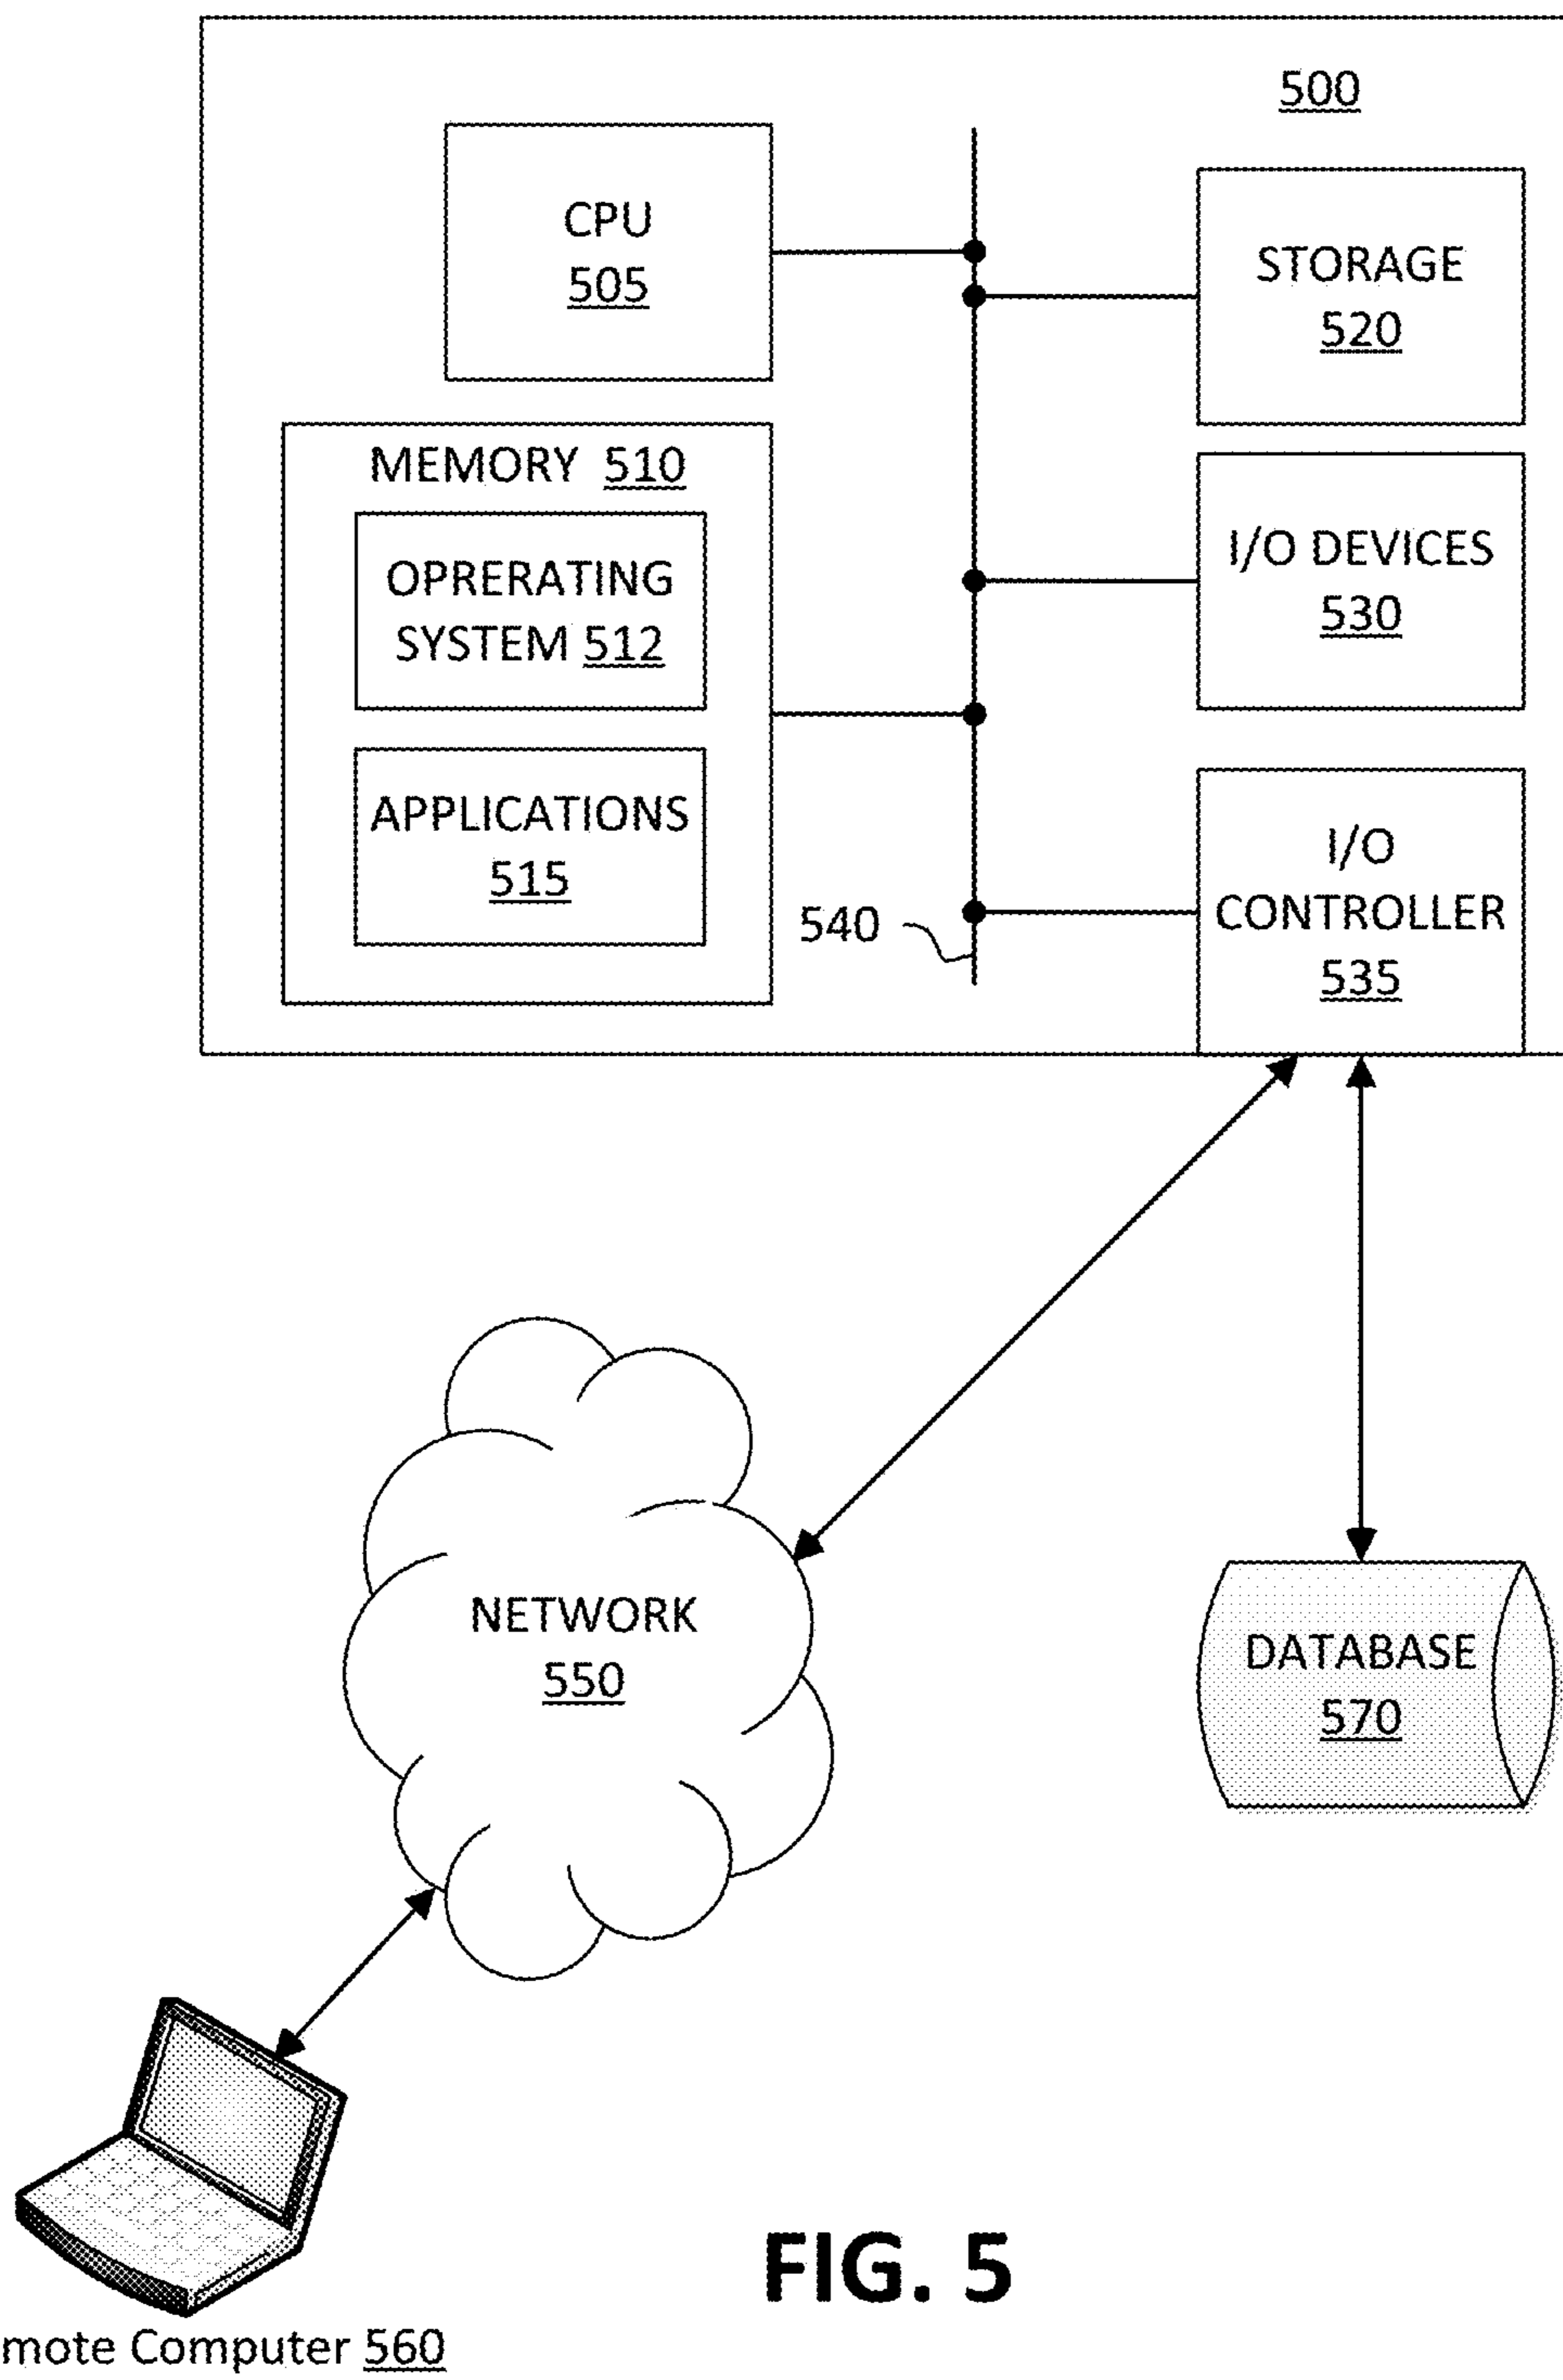 500
CPU
505
STORAGE
520
MEMORY 510
OPRERATING
SYSTEM 512
I/O DEVICES
530
APPLICATIONS
515
I/O
CONTROLLER
535
540
NETWORK
550
DATABASE
570
FIG. 5
mote Computer 560